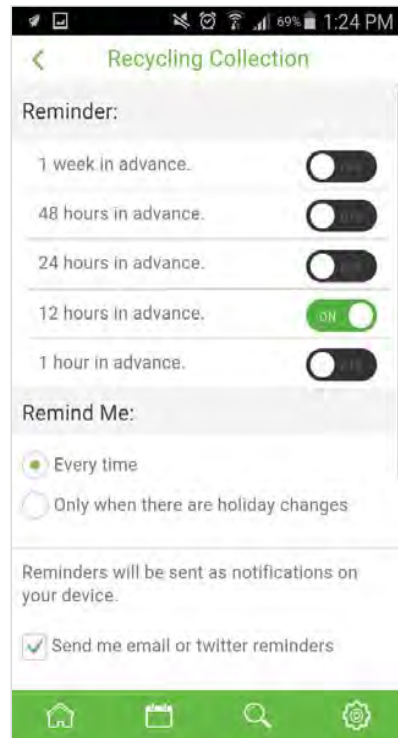 69% 1:24 PM
Recycling Collection
Reminder:
1 week in advance.
48 hours in advance.
24 hours in advance.
12 hours in advance.
ON
1 hour in advance.
Remind Me:
Every time
Only when there are holiday changes
Reminders will be sent as notifications on
your device.
Send me email or twitter reminders